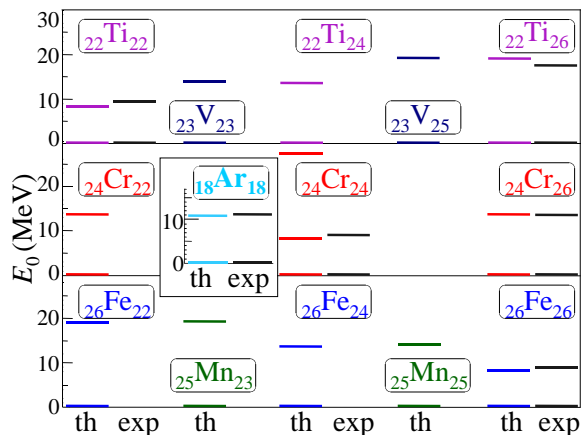 30
20
10
0
22Ti22
22Ti24
22Ti26
23V23
23V25
E0 (MeV)
20
10
0
24Cr22
24Cr24
24Cr26
18Ar18
10
0
th exp
20
10
0
26Fe22
26Fe24
26Fe26
25Mn23
25Mn25
th exp th th exp th th exp